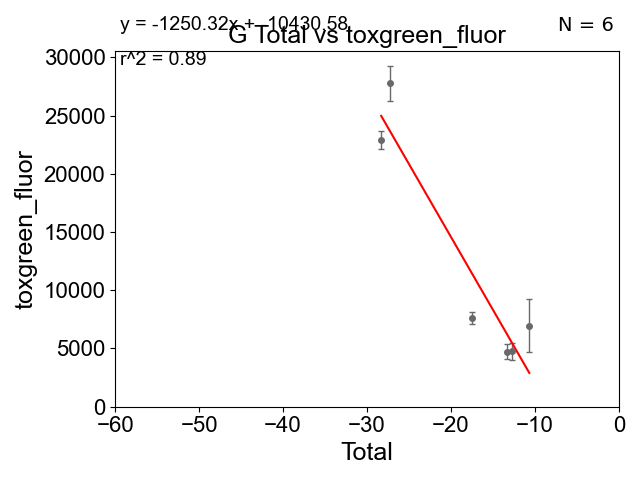 y = -1250.32x + -10430.58
N = 6
G Total vs toxgreen_fluor
r^2 = 0.89
30000
25000
20000
15000
10000
5000
0
toxgreen_fluor
−60
−50
−40
−30
−20
−10
0
Total